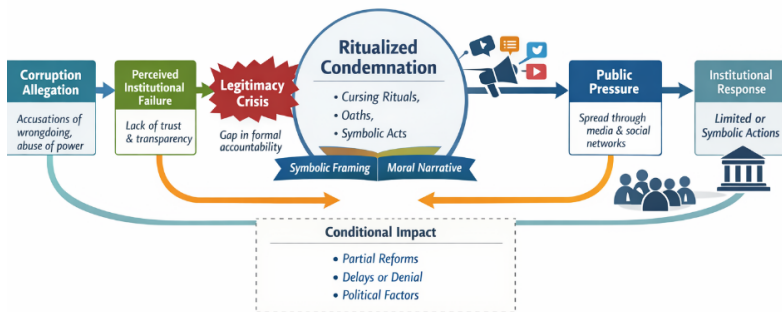 Corruption
Allegation
Accusations of
wrongdoing,
abuse of power
Perceived
Institutional
Failure
Lack of trust
& transparency
Legitimacy
Crisis
Gap in formal
accountability
Ritualized
Condemnation
• Cursing Rituals,
• Oaths,
• Symbolic Acts
Symbolic Framing
Moral Narrative
Public
Pressure
Spread through
media & social
networks
Institutional
Response
Limited or
Symbolic Actions
Conditional Impact
• Partial Reforms
• Delays or Denial
• Political Factors